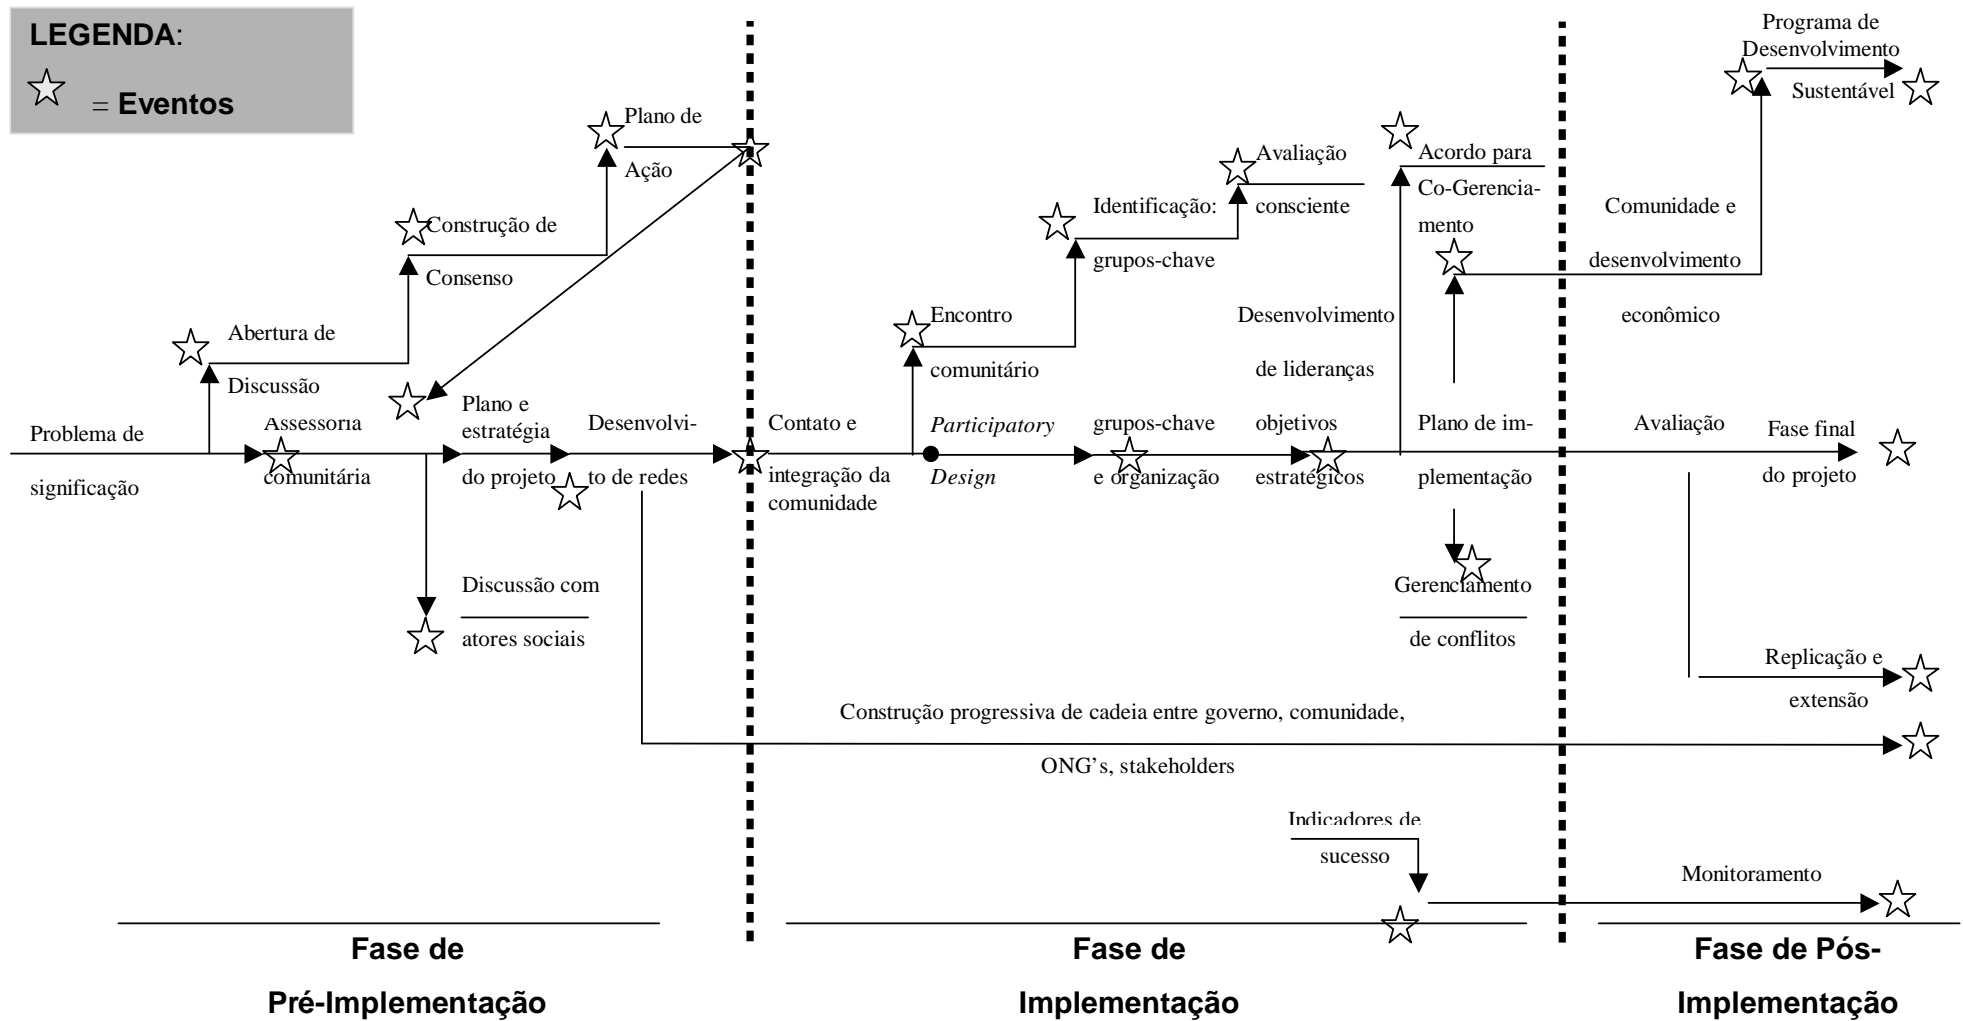 LEGENDA:
= Eventos
Problema de
significação
Abertura de
Discussão
Assessoria
comunitária
Construção de
Consenso
Plano de
Ação
Plano e
estratégia
do projeto
Desenvolvi-
to de redes
Discussão com
atores sociais
Contato e
integração da
comunidade
Encontro
comunitário
Participatory
Design
Identificação:
grupos-chave
grupos-chave
e organização
Avaliação
consciente
Desenvolvimento
de lideranças
objetivos
estratégicos
Acordo para
Co-Gerencia-
mento
Plano de im-
plementação
Gerenciamento
de conflitos
Programa de
Desenvolvimento
Sustentável
Comunidade e
desenvolvimento
econômico
Avaliação
Fase final
do projeto
Replicação e
extensão
Construção progressiva de cadeia entre governo, comunidade,
ONG's, stakeholders
Indicadores de
sucesso
Monitoramento
Fase de
Pré-Implementação
Fase de
Implementação
Fase de Pós-
Implementação